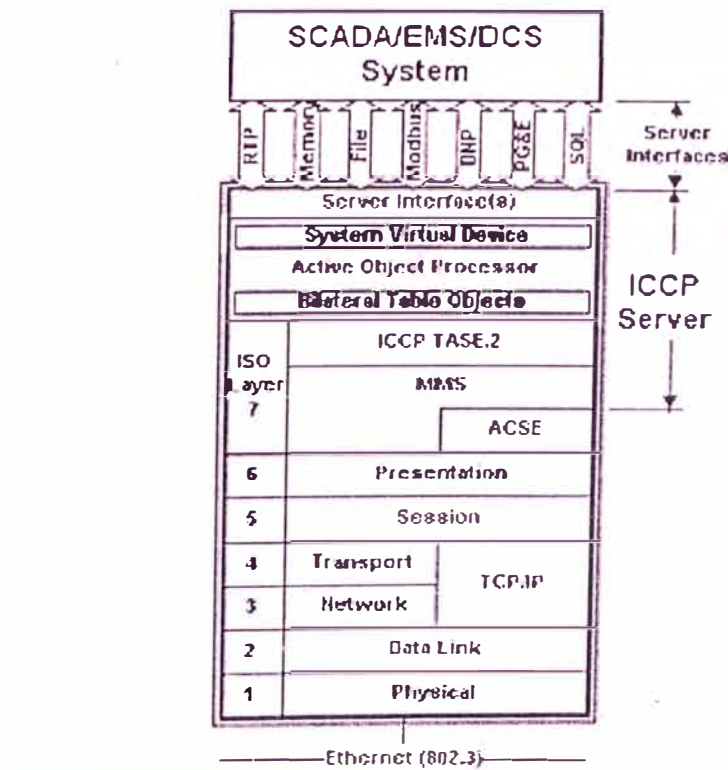 SCADA/EMS/DCS
System
RTP
Memory
File
Modbus
DNP
PG&E
SQL
Server
Interfaces
Server Interface(s)
System Virtual Device
Active Object Processor
Bilateral Table Objects
ICCP
Server
ICCP TASE.2
ISO
Layer
7
MMS
ACSE
6 Presentation
5 Session
4 Transport
TCP/IP
3 Network
2 Data Link
1 Physical
Ethernet (802.3)